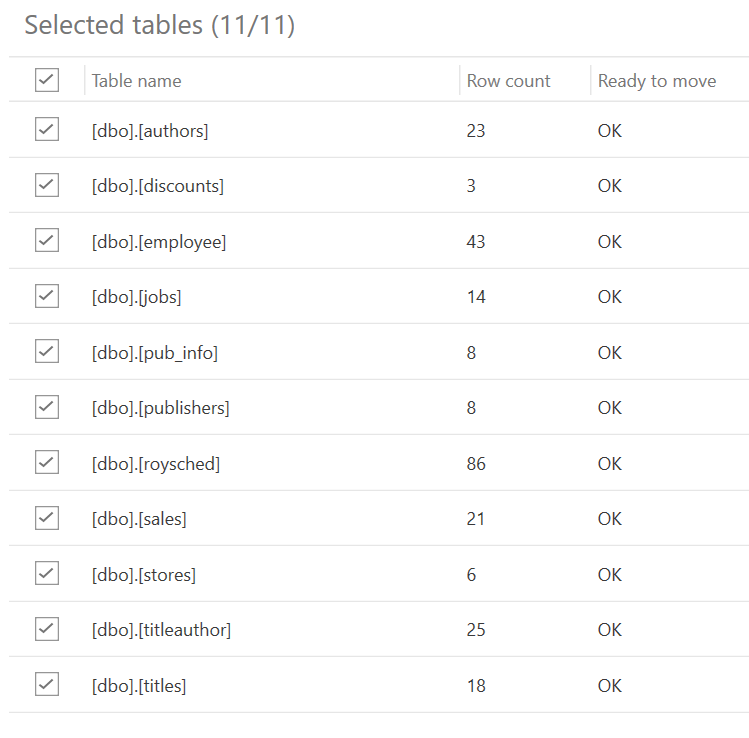 Selected tables (11/11)
Table name Row count Ready to move
[dbo].[authors] 23 OK
[dbo].[discounts] 3 OK
[dbo].[employee] 43 OK
[dbo].[jobs] 14 OK
[dbo].[pub_info] 8 OK
[dbo].[publishers] 8 OK
[dbo].[roysched] 86 OK
[dbo].[sales] 21 OK
[dbo].[stores] 6 OK
[dbo].[titleauthor] 25 OK
[dbo].[titles] 18 OK